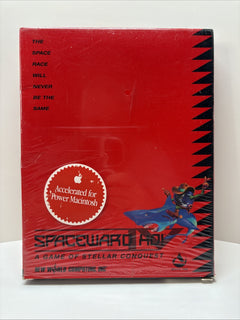 THE
SPACE
RACE
WILL
NEVER
BE THE
SAME
Accelerated for
Power Macintosh
SPACEWARD HO!
A GAME OF STELLAR CONQUEST
NEW WORLD COMPUTING INC